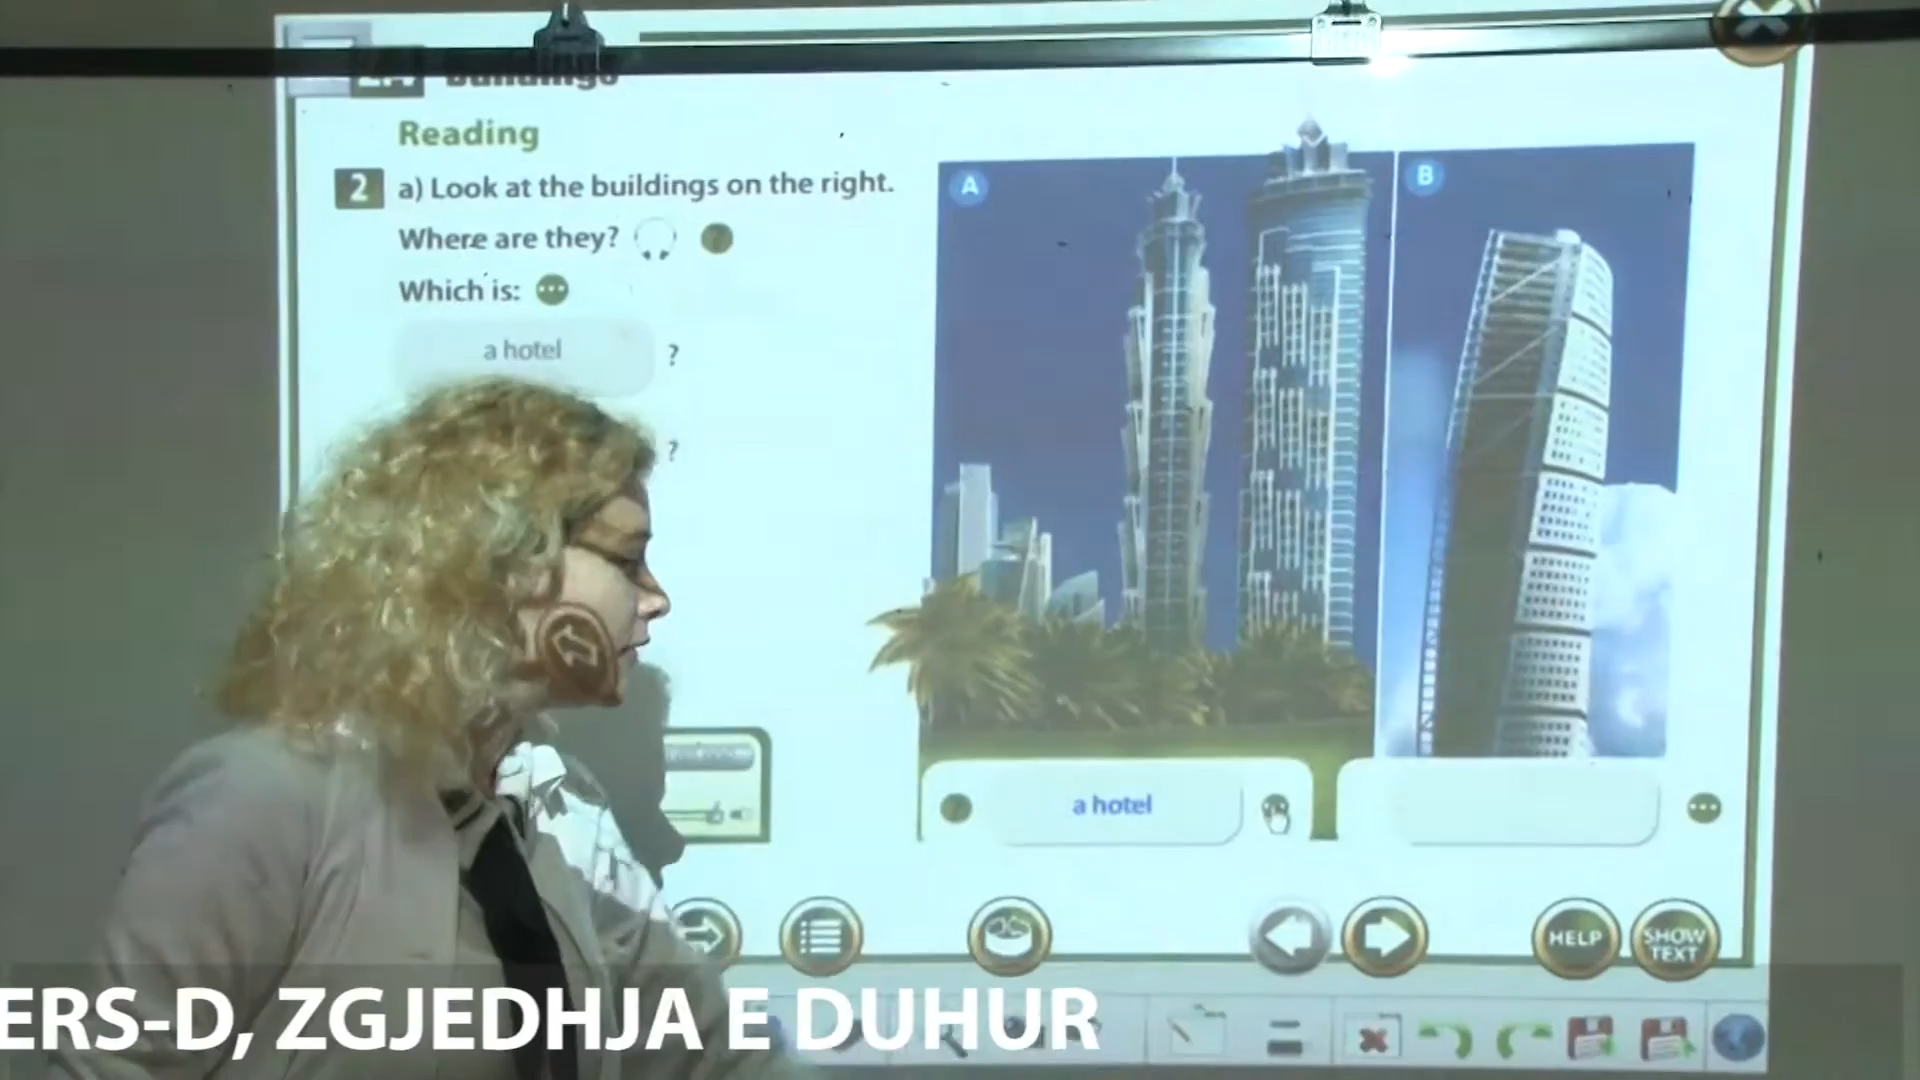 Buildings
Reading
2 a) Look at the buildings on the right.
Where are they?
Which is:
a hotel ?
?
A
B
a hotel
HELP
SHOW
TEXT
ERS-D, ZGJEDHJA E DUHUR